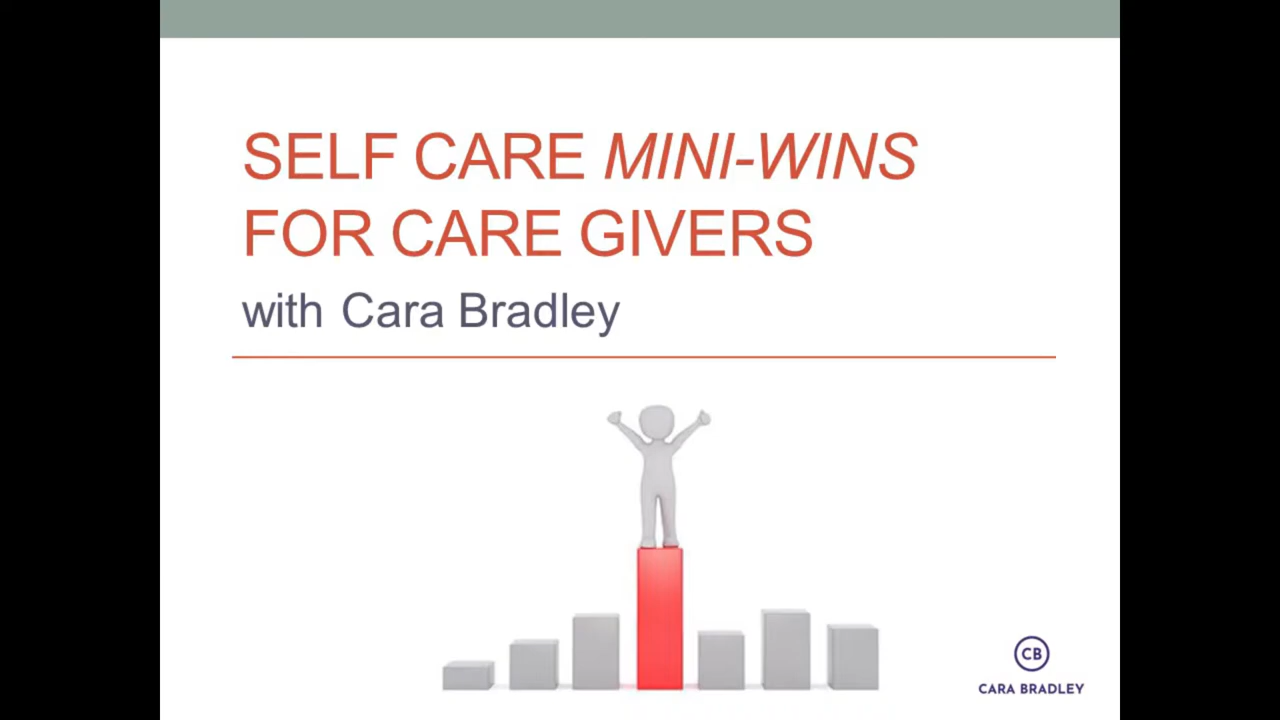 SELF CARE MINI-WINS
FOR CARE GIVERS
with Cara Bradley
CB
CARA BRADLEY